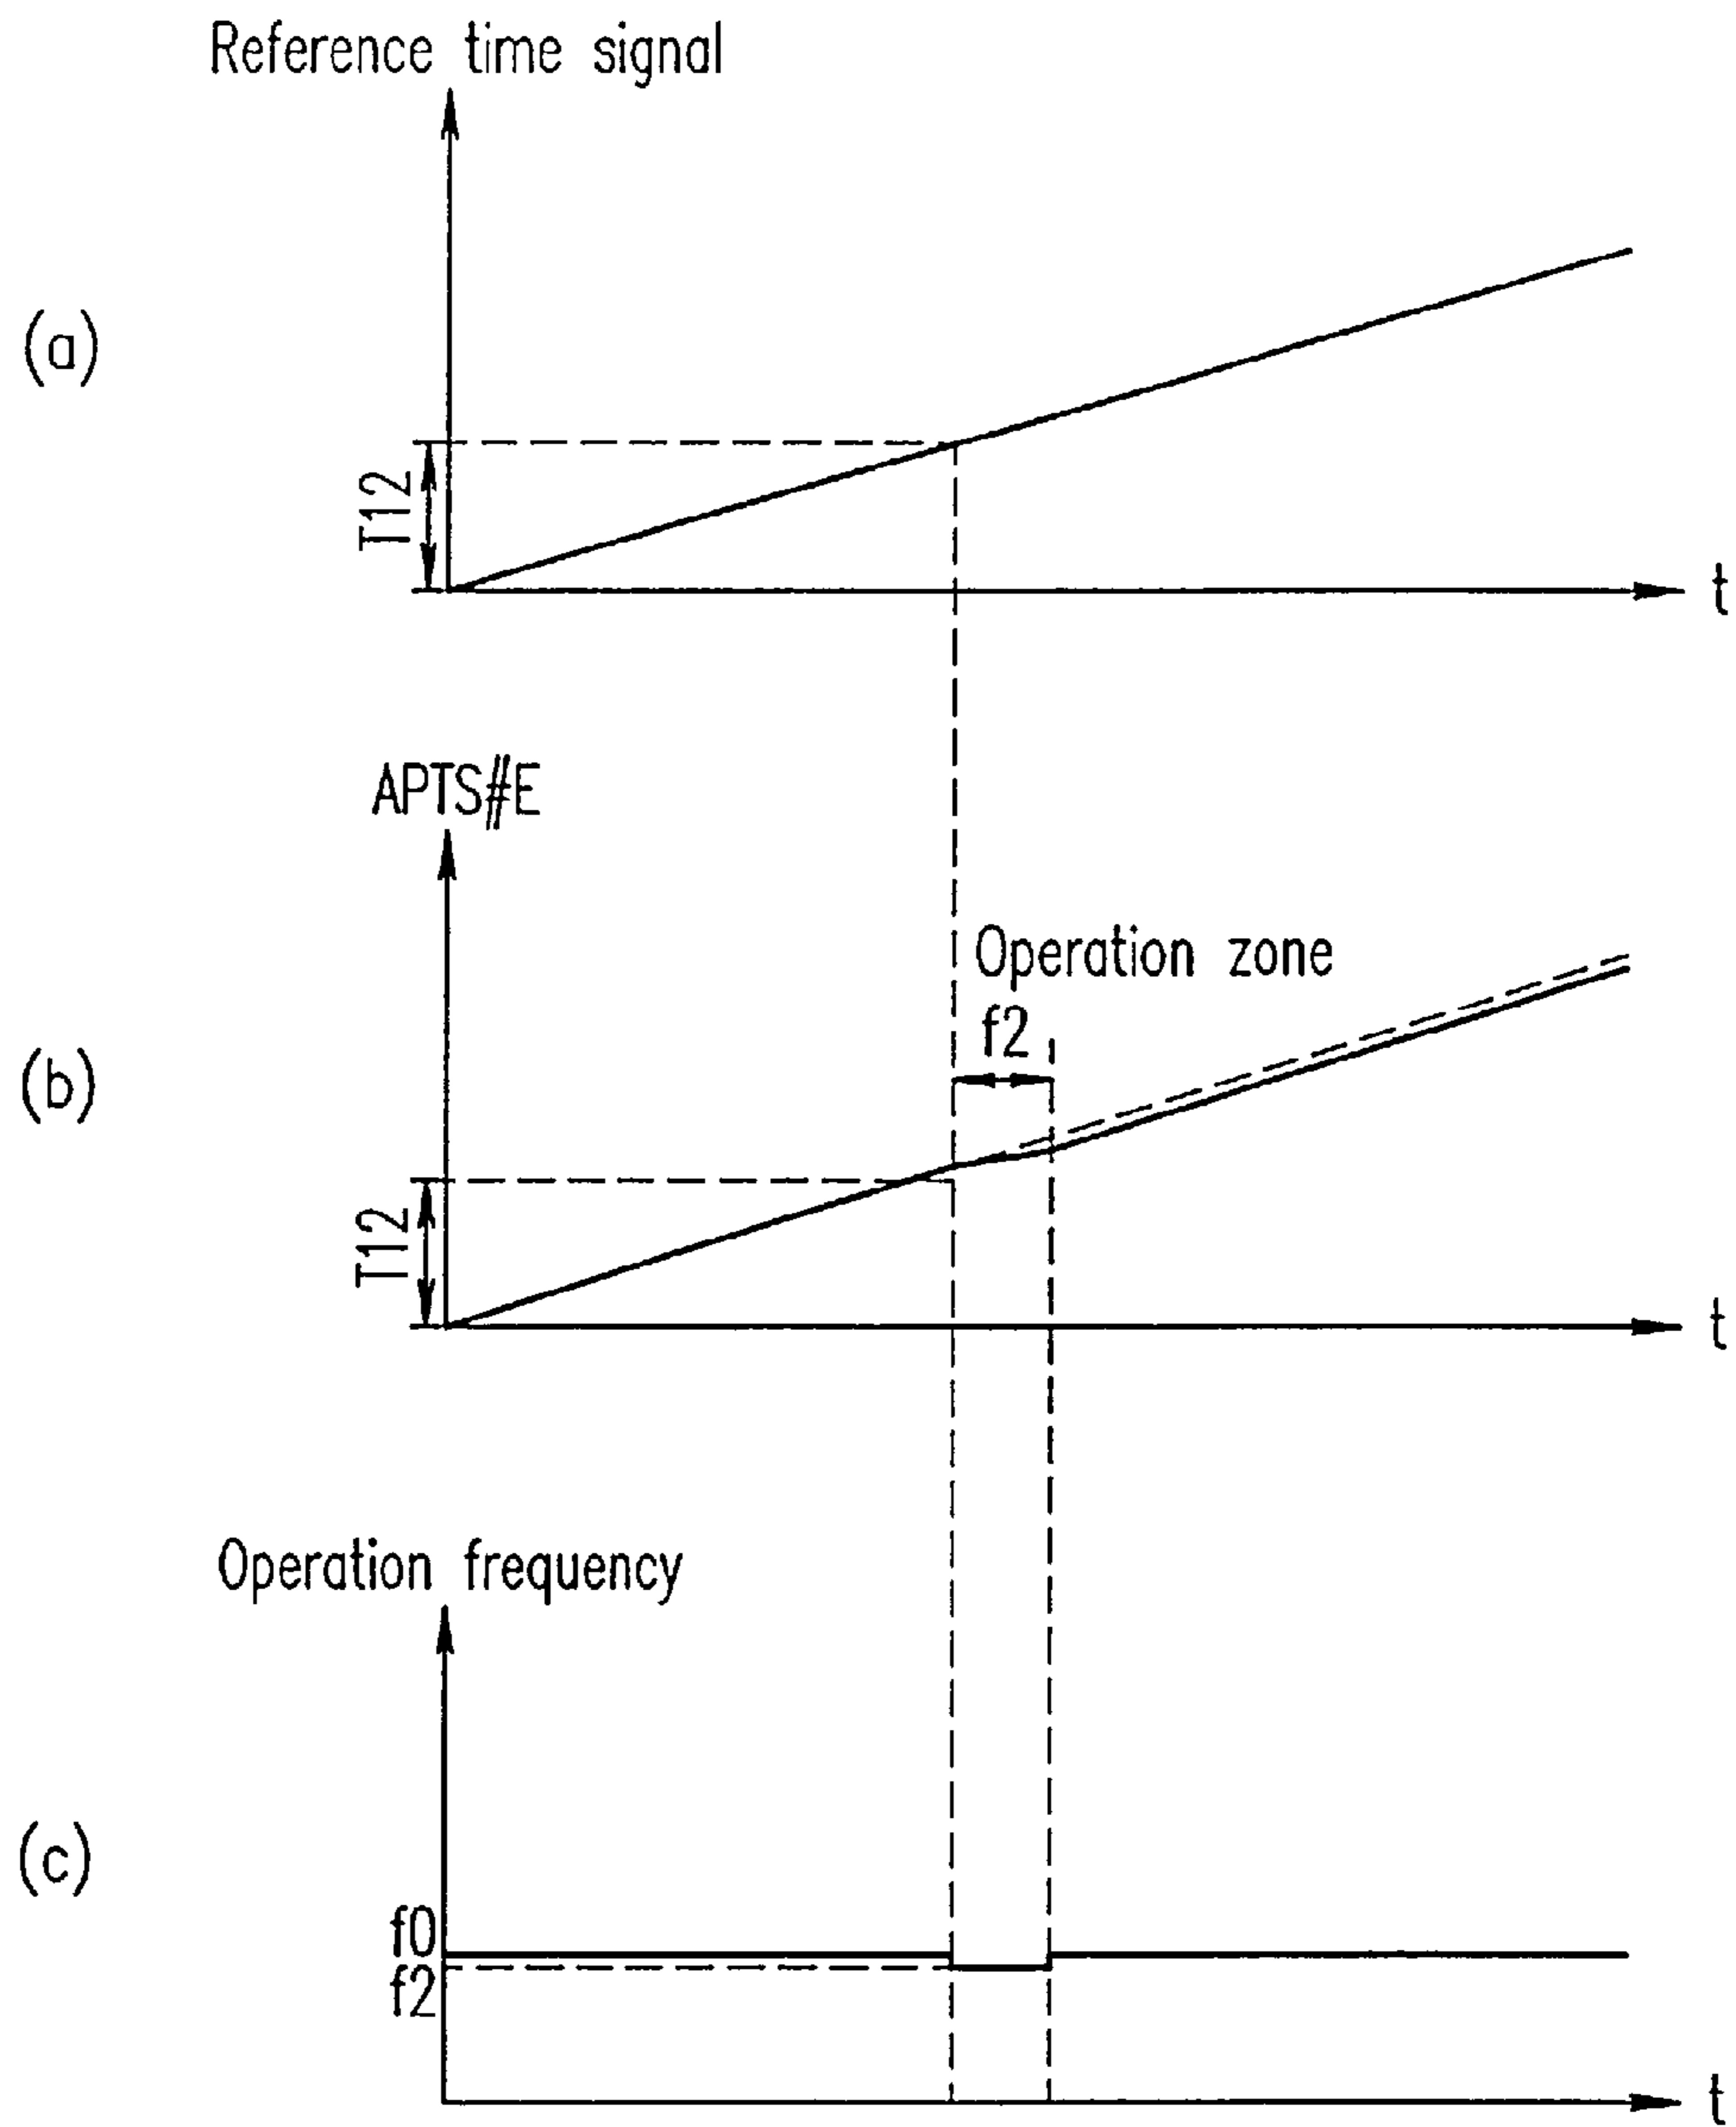 Reference time signal
(a)
T12
t
APTS#E
Operation zone
f2
(b)
T12
t
Operation frequency
(c)
f0
f2
t